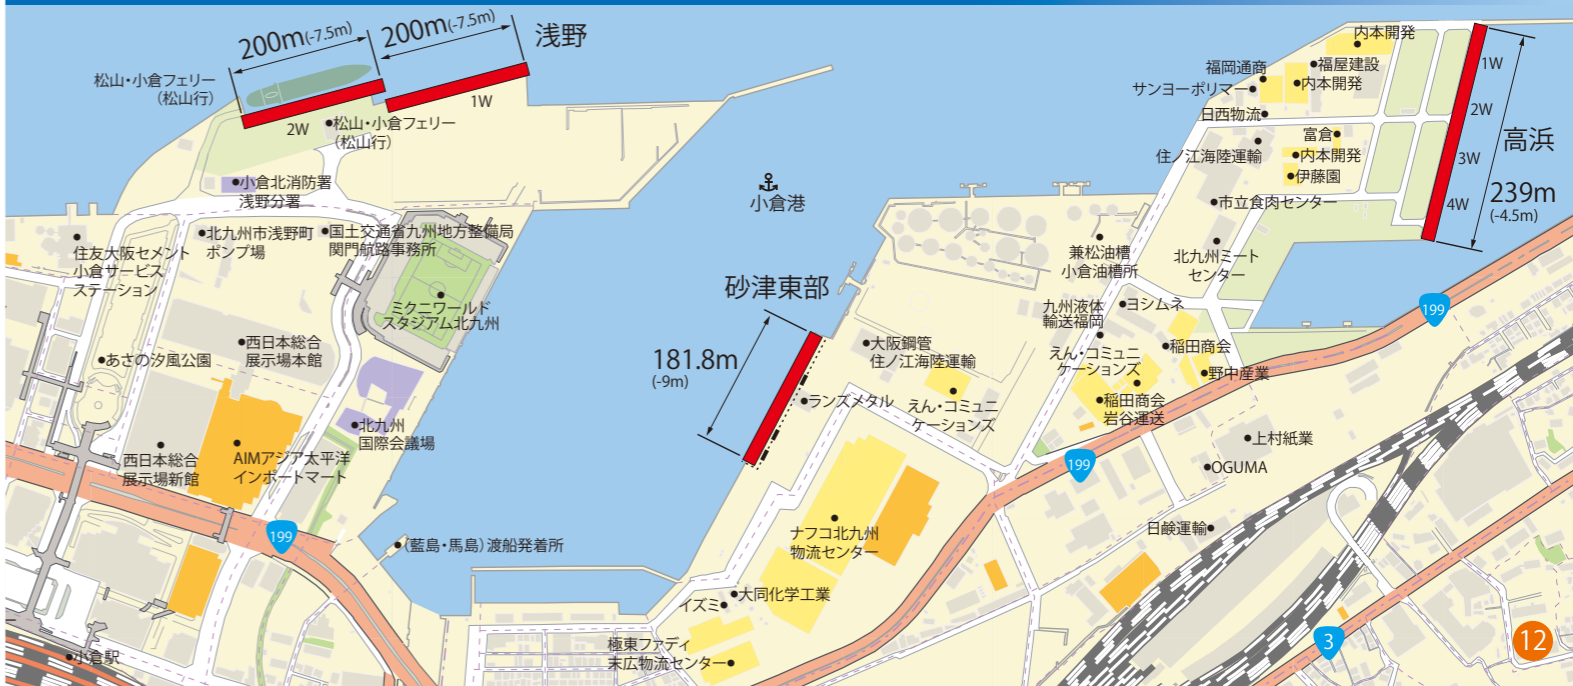 200m(-7.5m)
200m(-7.5m)
浅野
松山・小倉フェリー
（松山行）
2W
1W
●松山・小倉フェリー
（松山行）
●小倉北消防署
浅野分署
小倉港
住友大阪セメント
小倉サービス
ステーション
●北九州市浅野町
ポンプ場
●国土交通省九州地方整備局
関門航路事務所
ミクニワールド
スタジアム北九州
●あさの汐風公園
●西日本総合
展示場本館
西日本総合
展示場新館
AIMアジア太平洋
インポートマート
●北九州
国際会議場
199
●（藍島・馬島）渡船発着所
●小倉駅
砂津東部
181.8m
(-9m)
●大阪鋼管
住ノ江海陸運輸
●ランズメタル
えん・コミュニ
ケーションズ
ナフコ北九州
物流センター
●大同化学工業
イズミ●
極東ファディ
末広物流センター●
兼松油槽
小倉油槽所
九州液体
輸送福岡
●ヨシムネ
えん・コミュニ
ケーションズ
●稲田商会
●野中産業
●稲田商会
岩谷運送
199
●上村紙業
●OGUMA
日鹸運輸●
199
3
12
内本開発
福岡通商
●福屋建設
サンヨーポリマー●
●内本開発
日西物流●
富倉●
住ノ江海陸運輸
●内本開発
●伊藤園
●市立食肉センター
北九州ミート
センター
1W
2W
3W
4W
高浜
239m
(-4.5m)